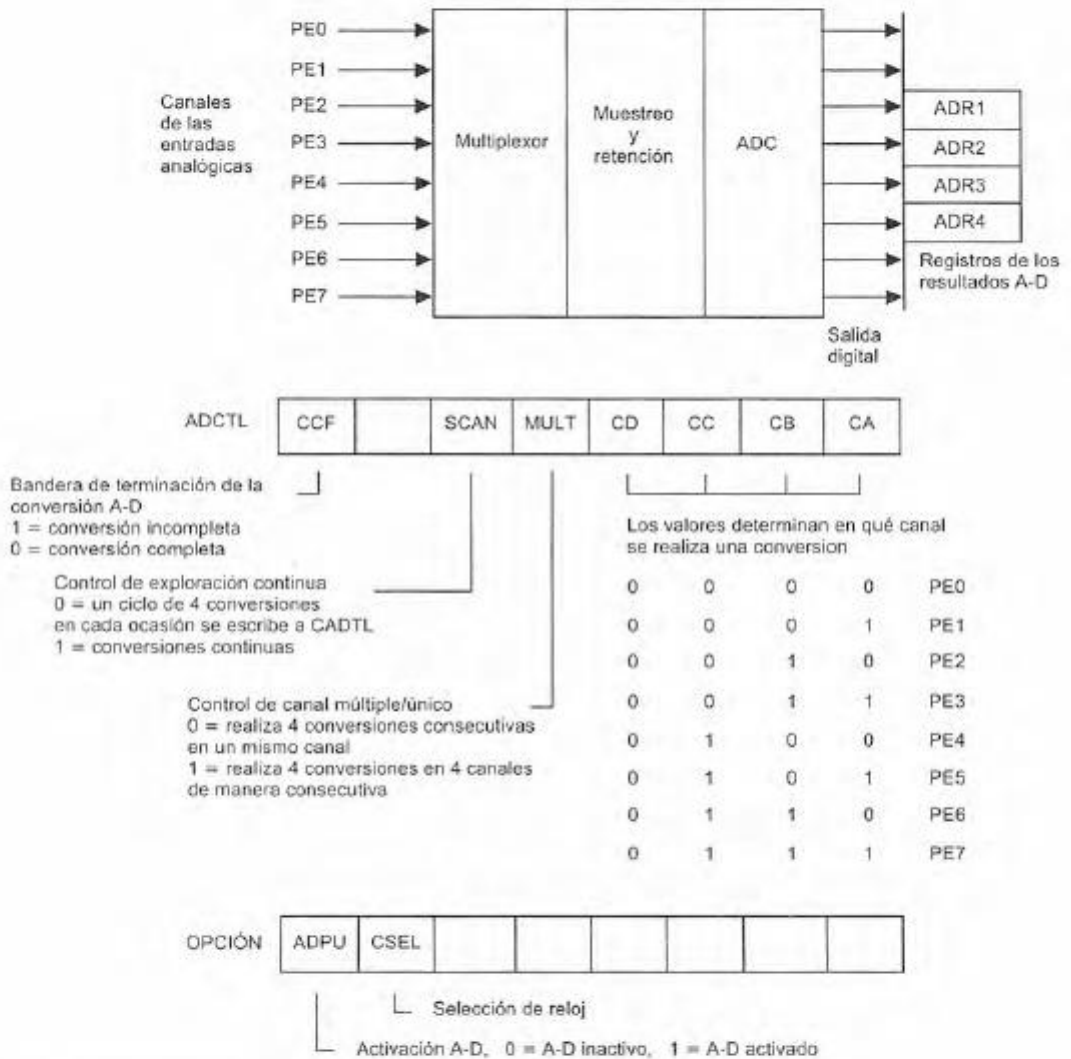 PE0
PE1
PE2
PE3
PE4
PE5
PE6
PE7
Canales
de las
entradas
analógicas
Multiplexor
Muestreo
y
retención
ADC
ADR1
ADR2
ADR3
ADR4
Registros de los
resultados A-D
Salida
digital
ADCTL CCF SCAN MULT CD CC CB CA
Bandera de terminación de la
conversión A-D
1 = conversión incompleta
0 = conversión completa
Control de exploración continua
0 = un ciclo de 4 conversiones
en cada ocasión se escribe a CADTL
1 = conversiones continuas
Control de canal múltiple/único
0 = realiza 4 conversiones consecutivas
en un mismo canal
1 = realiza 4 conversiones en 4 canales
de manera consecutiva
Los valores determinan en qué canal
se realiza una conversion
0 0 0 0 PE0
0 0 0 1 PE1
0 0 1 0 PE2
0 0 1 1 PE3
0 1 0 0 PE4
0 1 0 1 PE5
0 1 1 0 PE6
0 1 1 1 PE7
OPCIÓN ADPU CSEL
Selección de reloj
Activación A-D, 0 = A-D inactivo, 1 = A-D activado